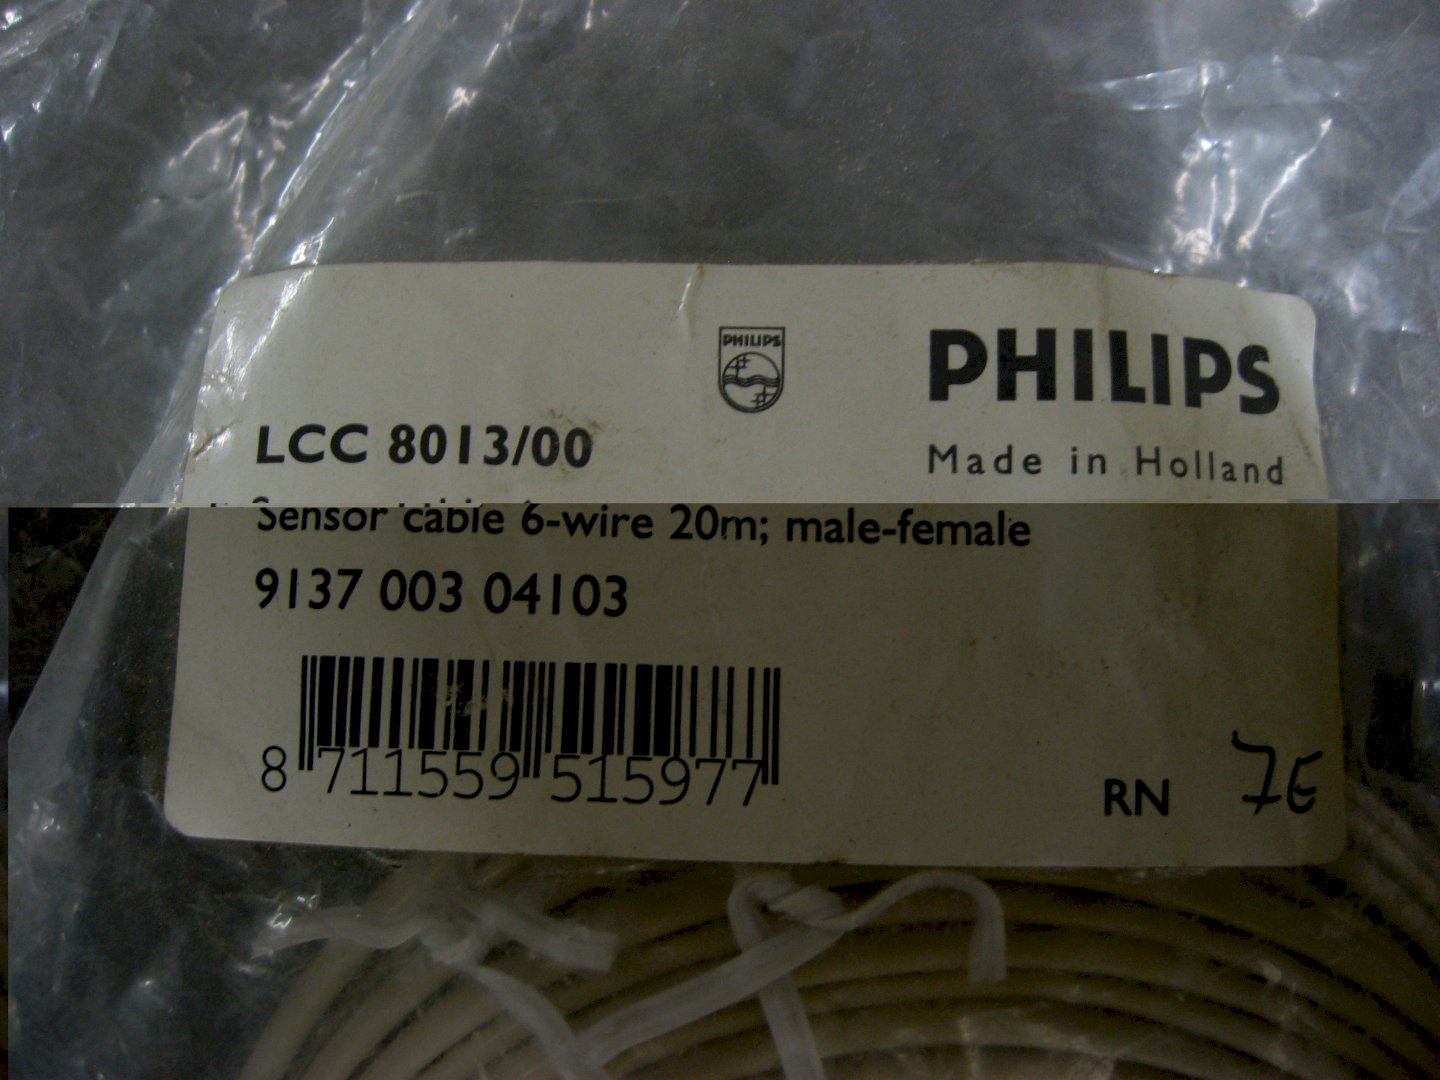 PHILIPS
PHILIPS
Made in Holland
LCC 8013/00
Sensor cable 6-wire 20m; male-female
9137 003 04103
8 711559 515977
RN 7E